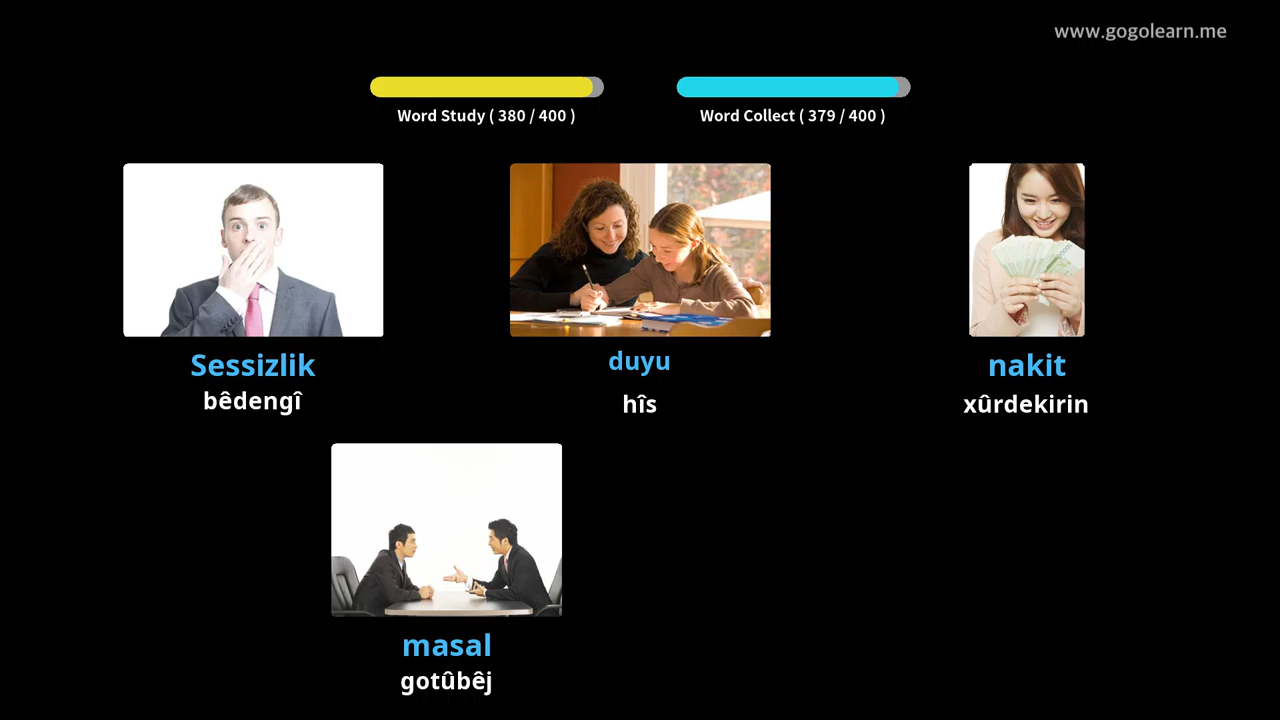 www.gogolearn.me
Word Study ( 380 / 400 )
Word Collect ( 379 / 400 )
Sessizlik
bêdengî
duyu
hîs
nakit
xûrdekirin
masal
gotûbêj